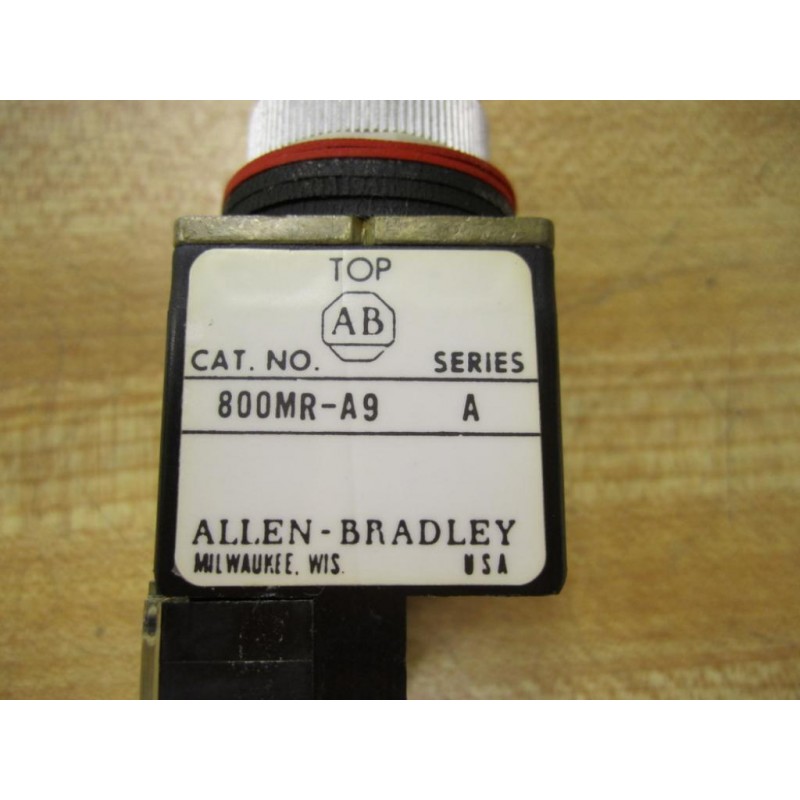 TOP
AB
CAT. NO. SERIES
800MR-A9 A
ALLEN-BRADLEY
MILWAUKEE, WIS. USA